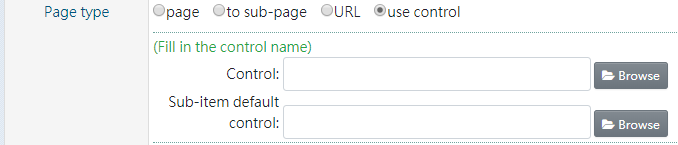 Page type page to sub-page URL use control
(Fill in the control name)
Control: Browse
Sub-item default
control: Browse